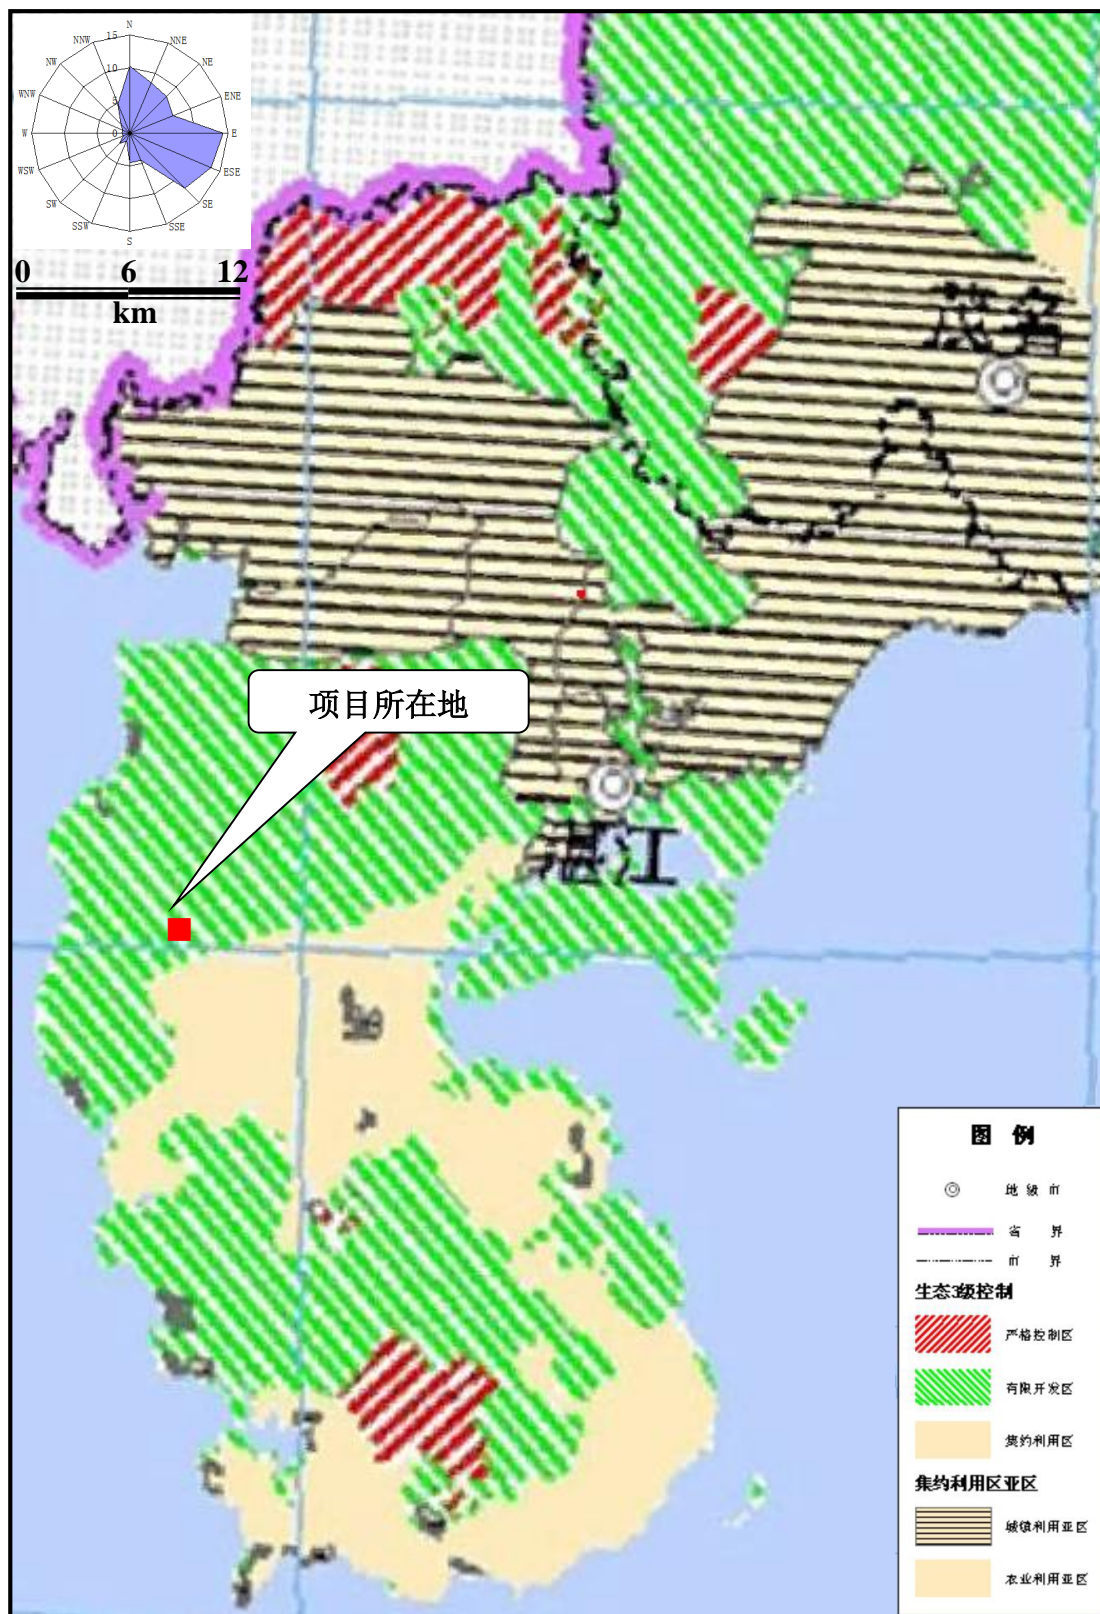 N
NNE
NE
ENE
E
ESE
SE
SSE
S
SSW
SW
WSW
W
WNW
NW
NNW
15
10
5
0
0 6 12
km
茂名
项目所在地
湛江
图 例
地 级 市
省 界
市 界
生态3级控制
严格控制区
有限开发区
集约利用区
集约利用区亚区
城镇利用亚区
农业利用亚区